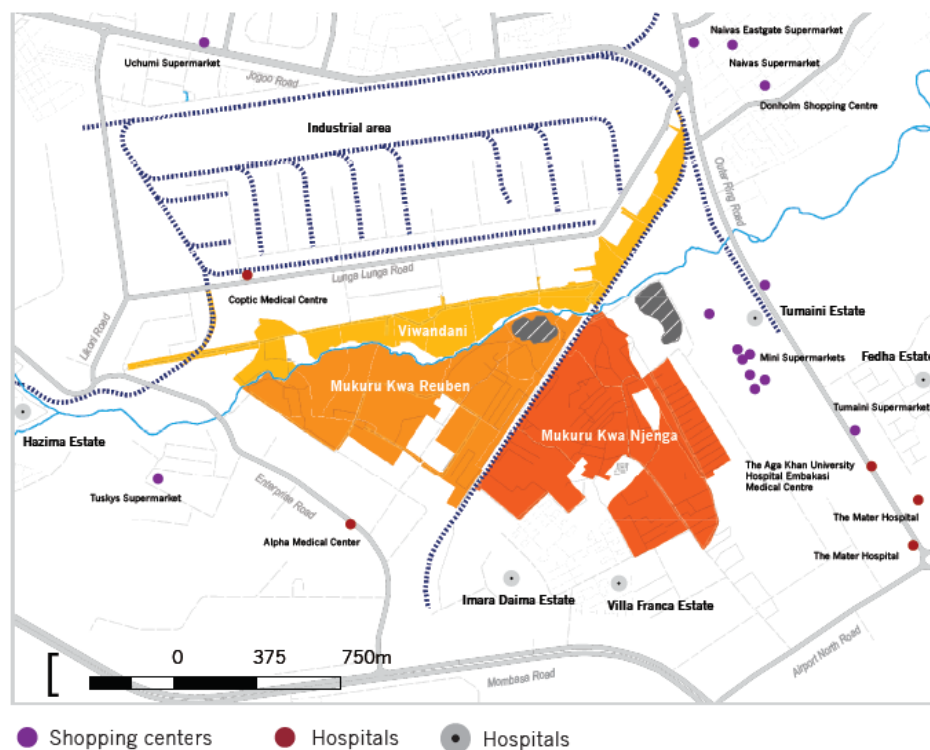 Naivas Eastgate Supermarket
Uchumi Supermarket
Naivas Supermarket
Jogoo Road
Donholm Shopping Centre
Industrial area
Outer Ring Road
Lunga Lunga Road
Coptic Medical Centre
Likoni Road
Viwandani
Tumaini Estate
Mini Supermarkets
Fedha Estate
Mukuru Kwa Reuben
Tumaini Supermarket
Hazima Estate
Mukuru Kwa Njenga
The Aga Khan University
Hospital Embakasi
Medical Centre
Tuskys Supermarket
Enterprise Road
The Mater Hospital
Alpha Medical Center
The Mater Hospital
Imara Daima Estate
Villa Franca Estate
Airport North Road
0 375 750m
Mombasa Road
Shopping centers
Hospitals
Hospitals